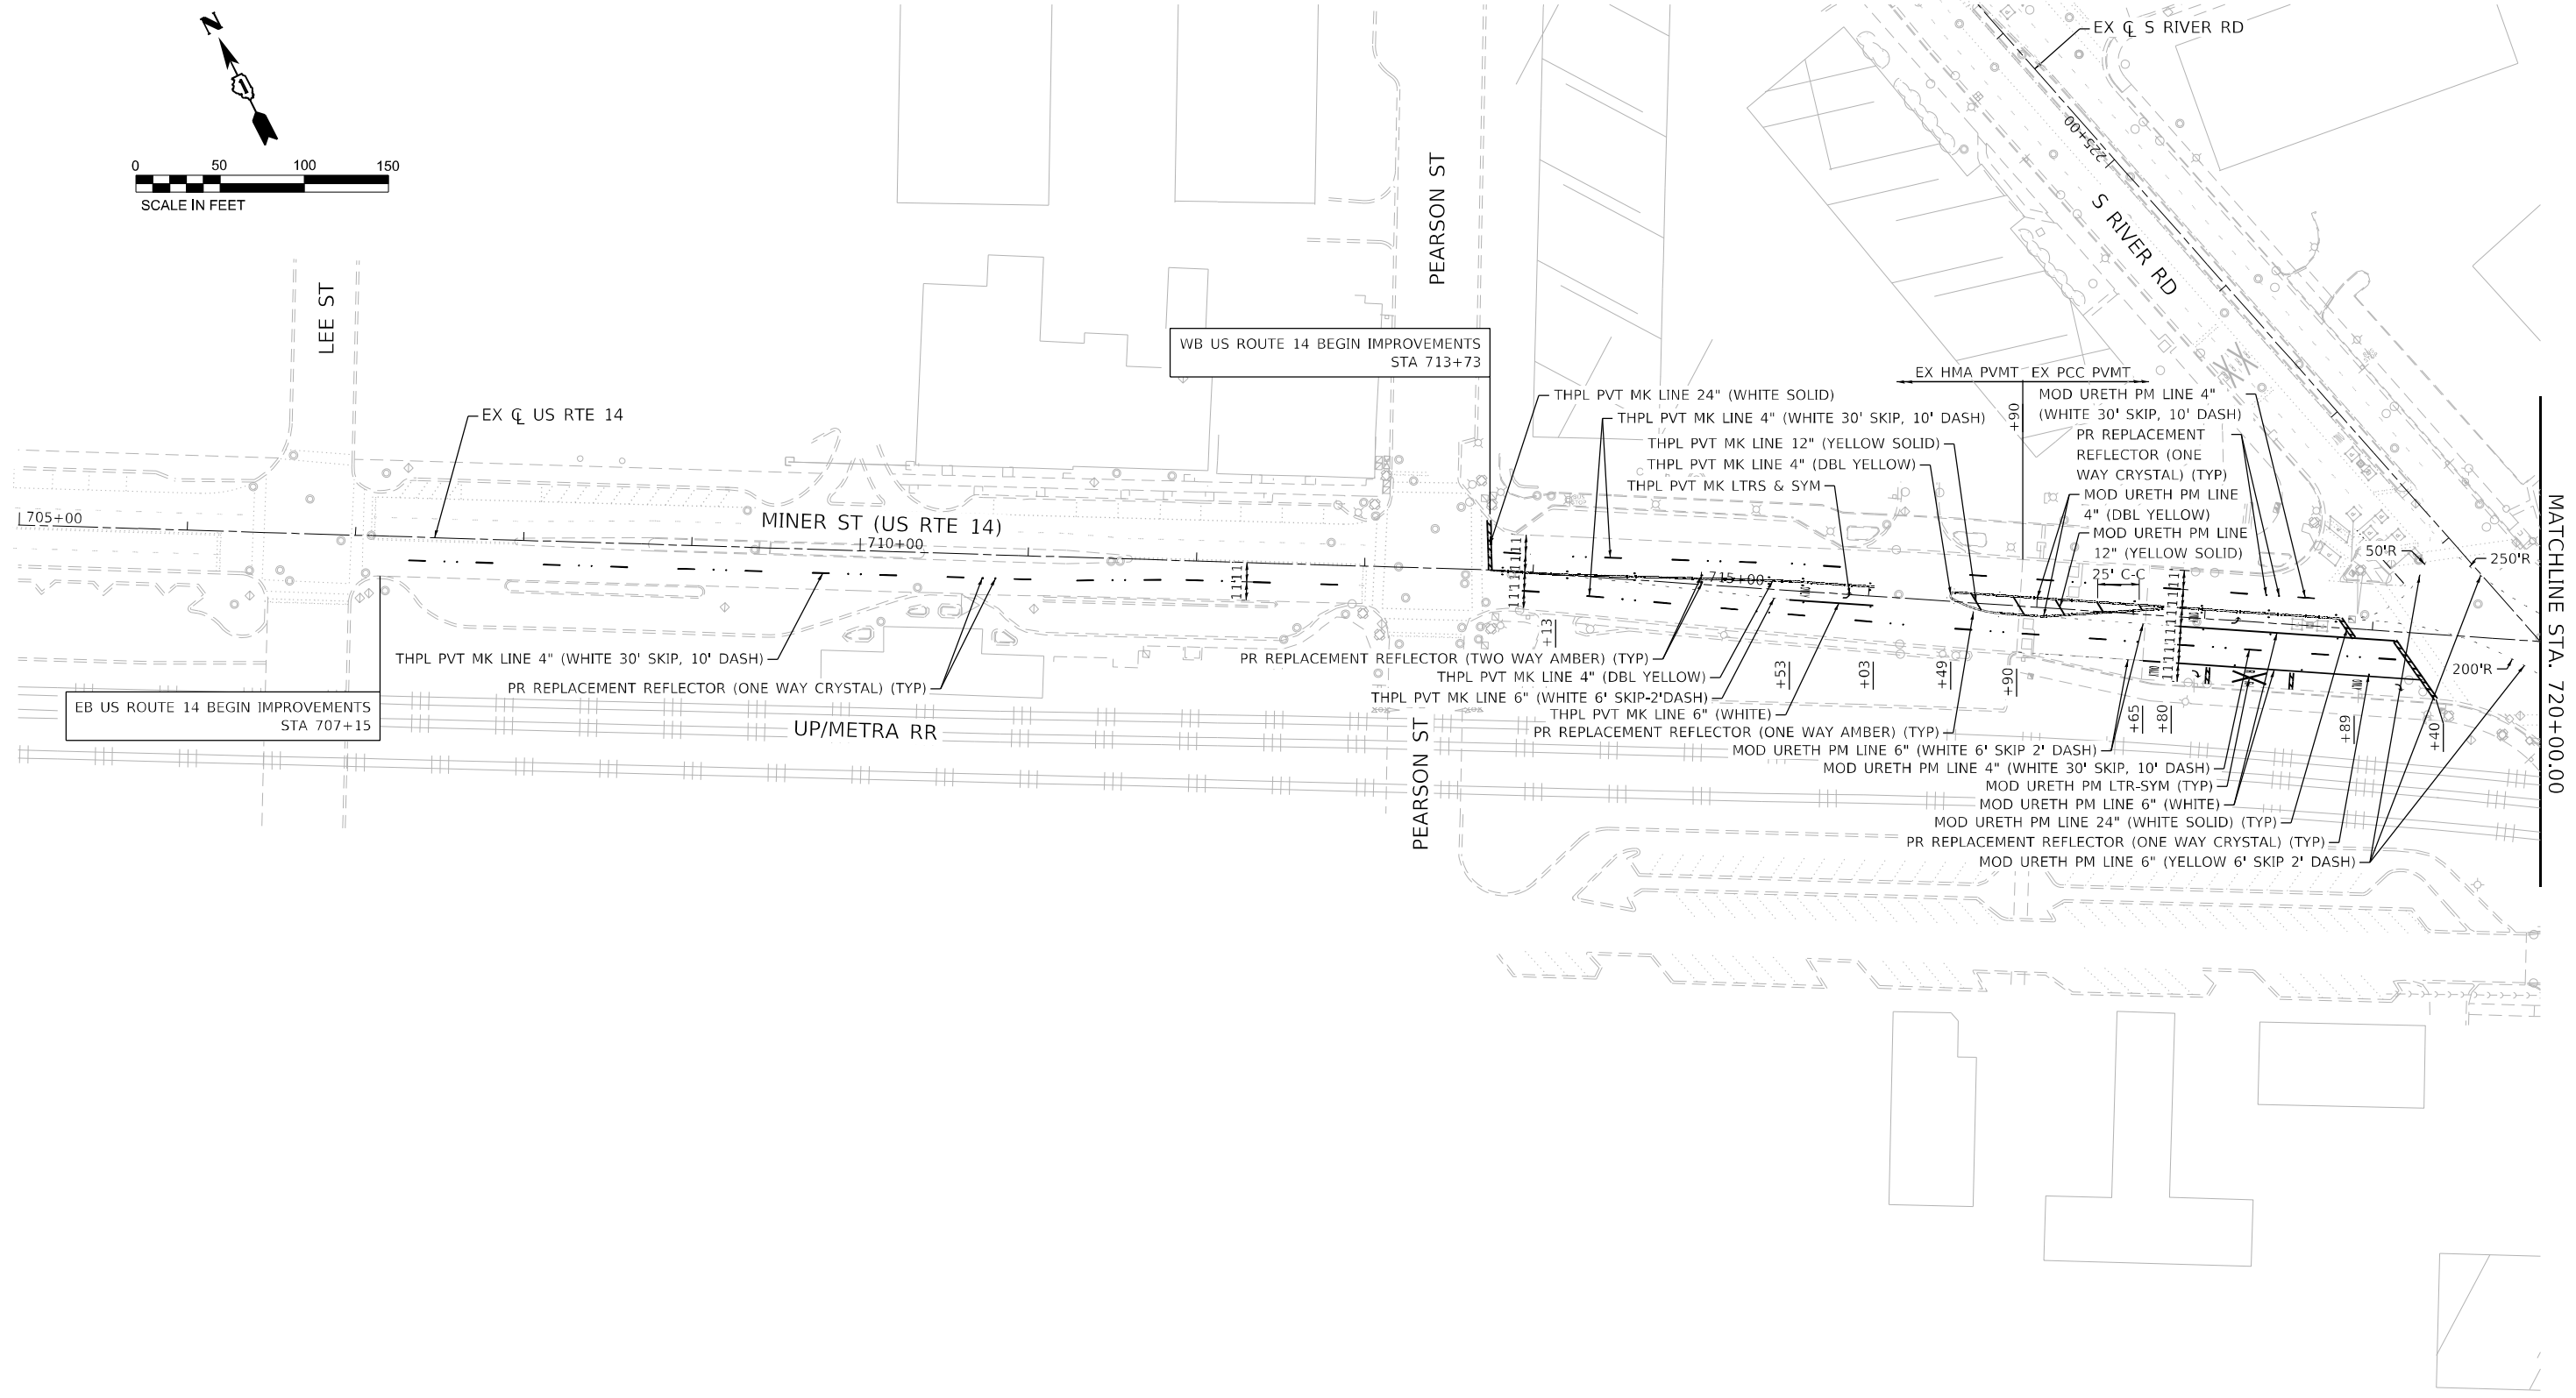 N
0 50 100 150
SCALE IN FEET
EX ℄ S RIVER RD
225+00
S RIVER RD
PEARSON ST
LEE ST
WB US ROUTE 14 BEGIN IMPROVEMENTS
STA 713+73
EX ℄ US RTE 14
705+00
MINER ST (US RTE 14)
710+00
715+00
THPL PVT MK LINE 24" (WHITE SOLID)
THPL PVT MK LINE 4" (WHITE 30' SKIP, 10' DASH)
THPL PVT MK LINE 12" (YELLOW SOLID)
THPL PVT MK LINE 4" (DBL YELLOW)
THPL PVT MK LTRS & SYM
EX HMA PVMT
EX PCC PVMT
+90
MOD URETH PM LINE 4"
(WHITE 30' SKIP, 10' DASH)
PR REPLACEMENT
REFLECTOR (ONE
WAY CRYSTAL) (TYP)
MOD URETH PM LINE
4" (DBL YELLOW)
MOD URETH PM LINE
12" (YELLOW SOLID)
25' C-C
50'R
250'R
200'R
MATCHLINE STA. 720+00.00
11 11
11 11 11 11
11 11 11 11 11 11
+13
+53
+03
+49
+90
+65
+80
+89
+40
THPL PVT MK LINE 4" (WHITE 30' SKIP, 10' DASH)
PR REPLACEMENT REFLECTOR (ONE WAY CRYSTAL) (TYP)
EB US ROUTE 14 BEGIN IMPROVEMENTS
STA 707+15
UP/METRA RR
PEARSON ST
PR REPLACEMENT REFLECTOR (TWO WAY AMBER) (TYP)
THPL PVT MK LINE 4" (DBL YELLOW)
THPL PVT MK LINE 6" (WHITE 6' SKIP-2'DASH)
THPL PVT MK LINE 6" (WHITE)
PR REPLACEMENT REFLECTOR (ONE WAY AMBER) (TYP)
MOD URETH PM LINE 6" (WHITE 6' SKIP 2' DASH)
MOD URETH PM LINE 4" (WHITE 30' SKIP, 10' DASH)
MOD URETH PM LTR-SYM (TYP)
MOD URETH PM LINE 6" (WHITE)
MOD URETH PM LINE 24" (WHITE SOLID) (TYP)
PR REPLACEMENT REFLECTOR (ONE WAY CRYSTAL) (TYP)
MOD URETH PM LINE 6" (YELLOW 6' SKIP 2' DASH)